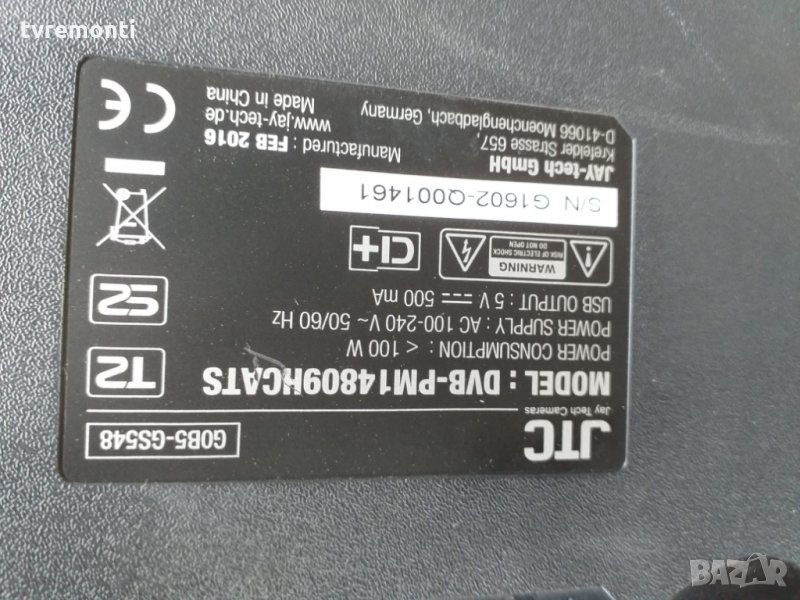 tvremonti
JTC
Jay Tech Cameras
G0B5-GS548
MODEL : DVB-PM14809HCATS
POWER CONSUMPTION : < 100 W
POWER SUPPLY : AC 100-240 V ~ 50/60 Hz
USB OUTPUT : 5 V 500 mA
T2
S2
WARNING
RISK OF ELECTRIC SHOCK
DO NOT OPEN
CI+
S/N G1602-Q001461
JAY-tech GmbH
Krefelder Strasse 657,
D-41066 Moenchengladbach, Germany
Manufactured : FEB 2016
www.jay-tech.de
Made in China
CE
BAZAR